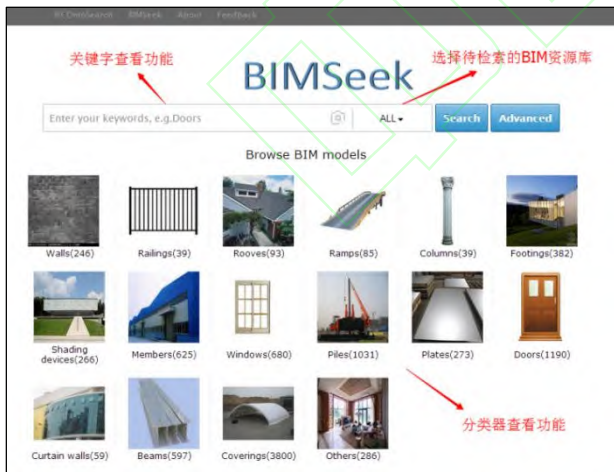 BIMSeek About Feedback
关键字查看功能
选择待检索的BIM资源库
BIMSeek
Enter your keywords, e.g.Doors
ALL
Search
Advanced
Browse BIM models
Walls(246) Railings(39) Rooves(93) Ramps(85) Columns(39) Footings(382)
Shading
devices(266) Members(625) Windows(680) Piles(1031) Plates(273) Doors(1190)
分类器查看功能
Curtain walls(59) Beams(597) Coverings(3800) Others(286)